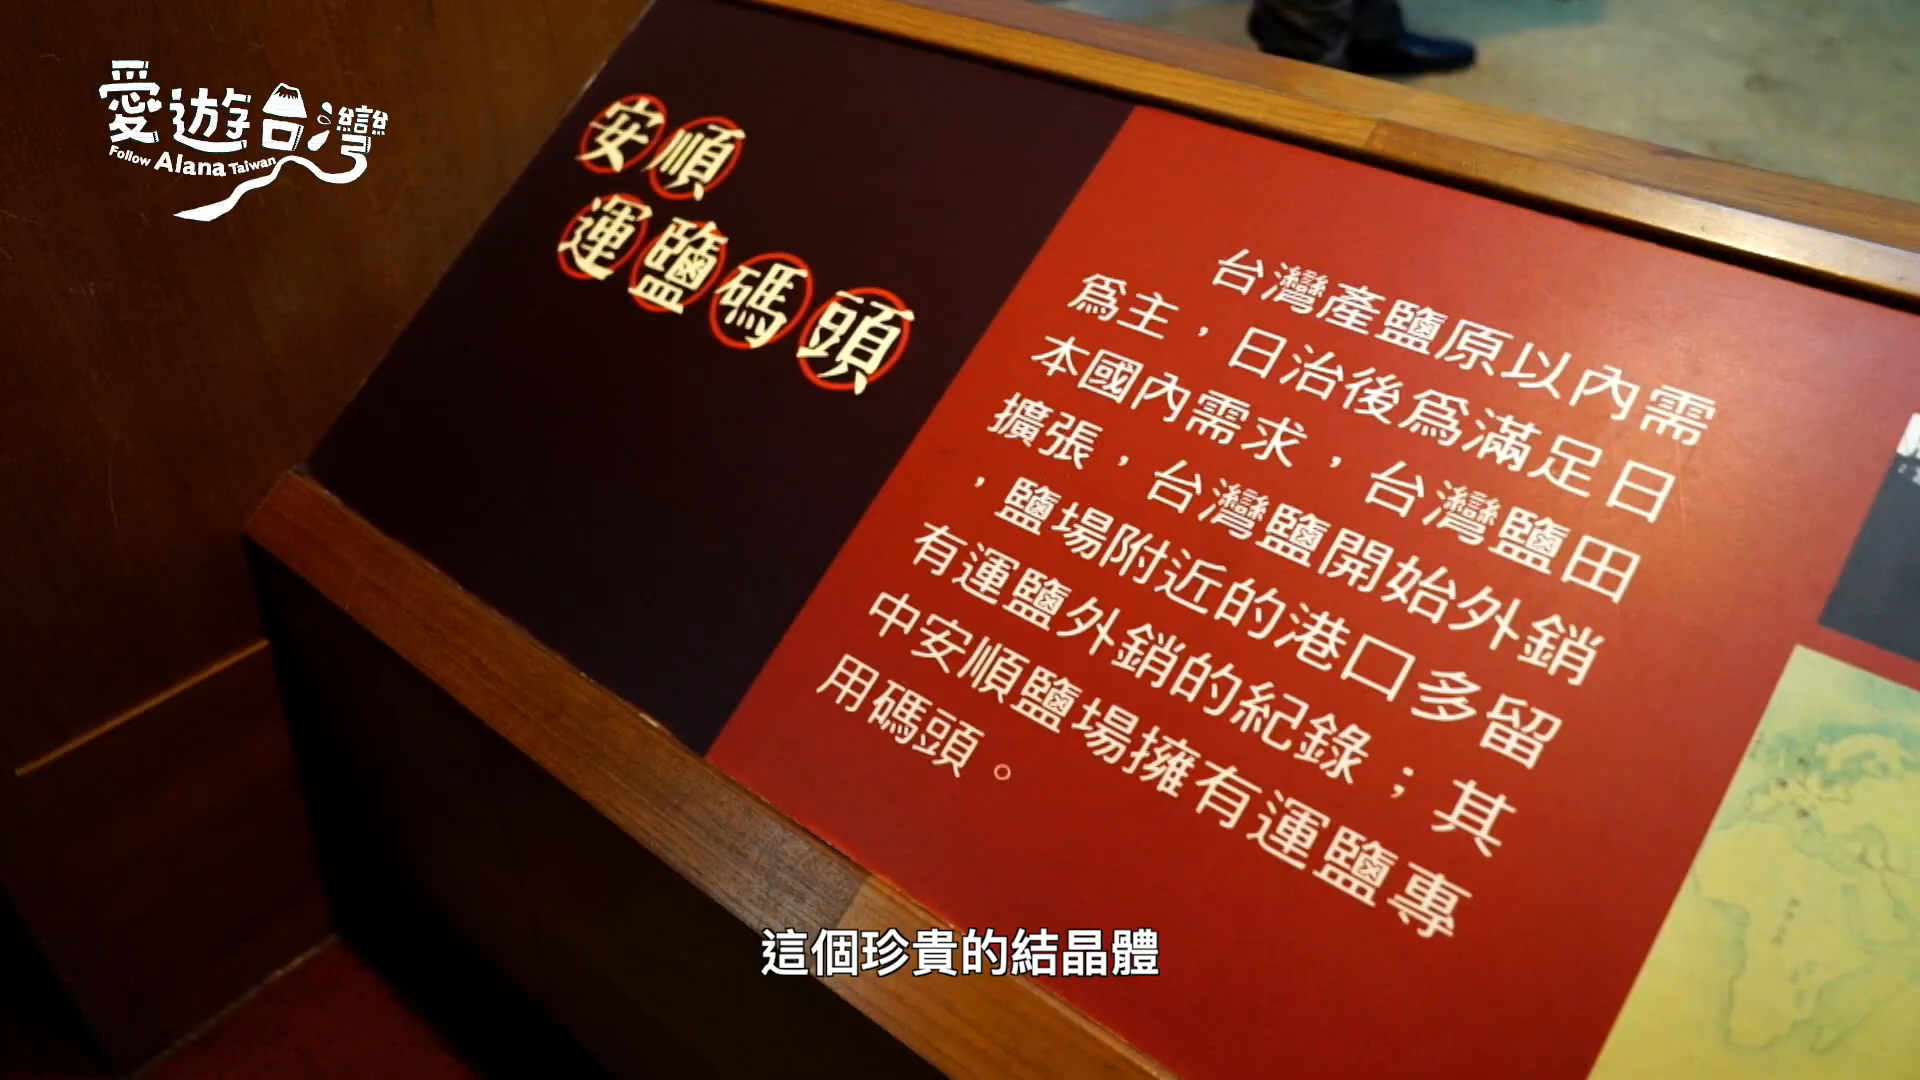 愛遊台灣
Follow Alana Taiwan
安順
運鹽碼頭
台灣產鹽原以內需
為主，日治後為滿足日
本國內需求，台灣鹽田
擴張，台灣鹽開始外銷
，鹽場附近的港口多留
有運鹽外銷的紀錄；其
中安順鹽場擁有運鹽專
用碼頭。
這個珍貴的結晶體